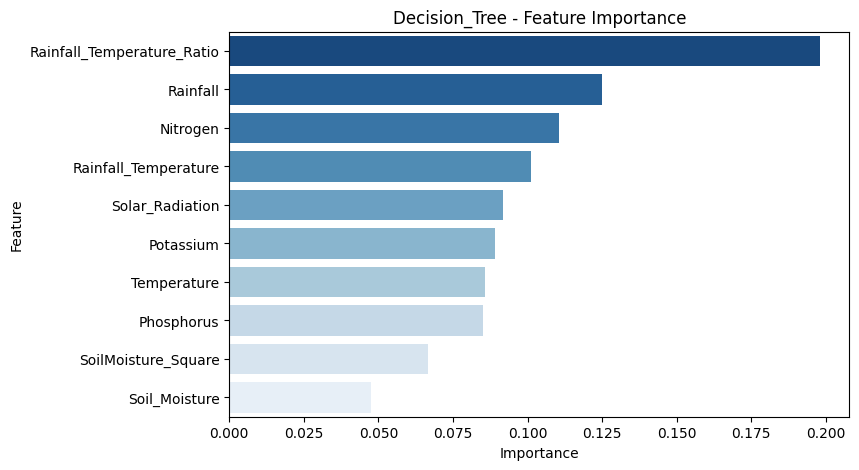 Decision_Tree - Feature Importance
Rainfall_Temperature_Ratio
Rainfall
Nitrogen
Rainfall_Temperature
Solar_Radiation
Potassium
Temperature
Phosphorus
SoilMoisture_Square
Soil_Moisture
Feature
0.000 0.025 0.050 0.075 0.100 0.125 0.150 0.175 0.200
Importance